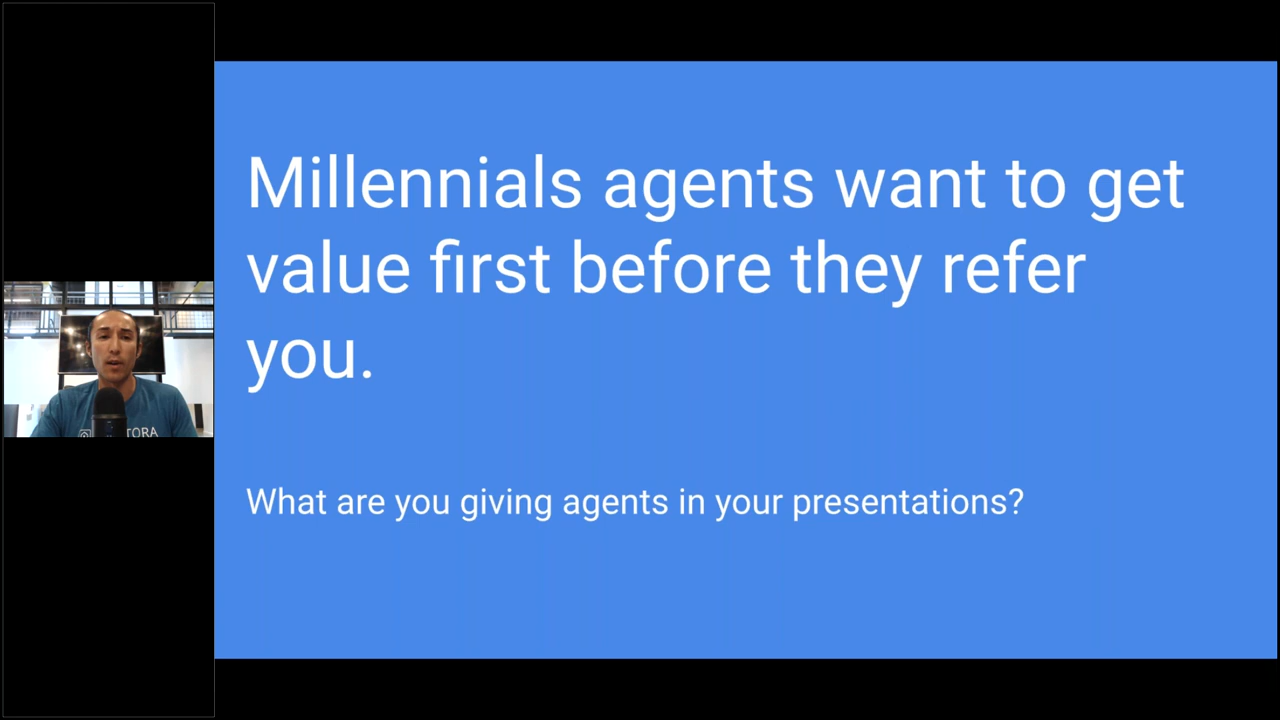 Millennials agents want to get
value first before they refer
you.
What are you giving agents in your presentations?
TORA